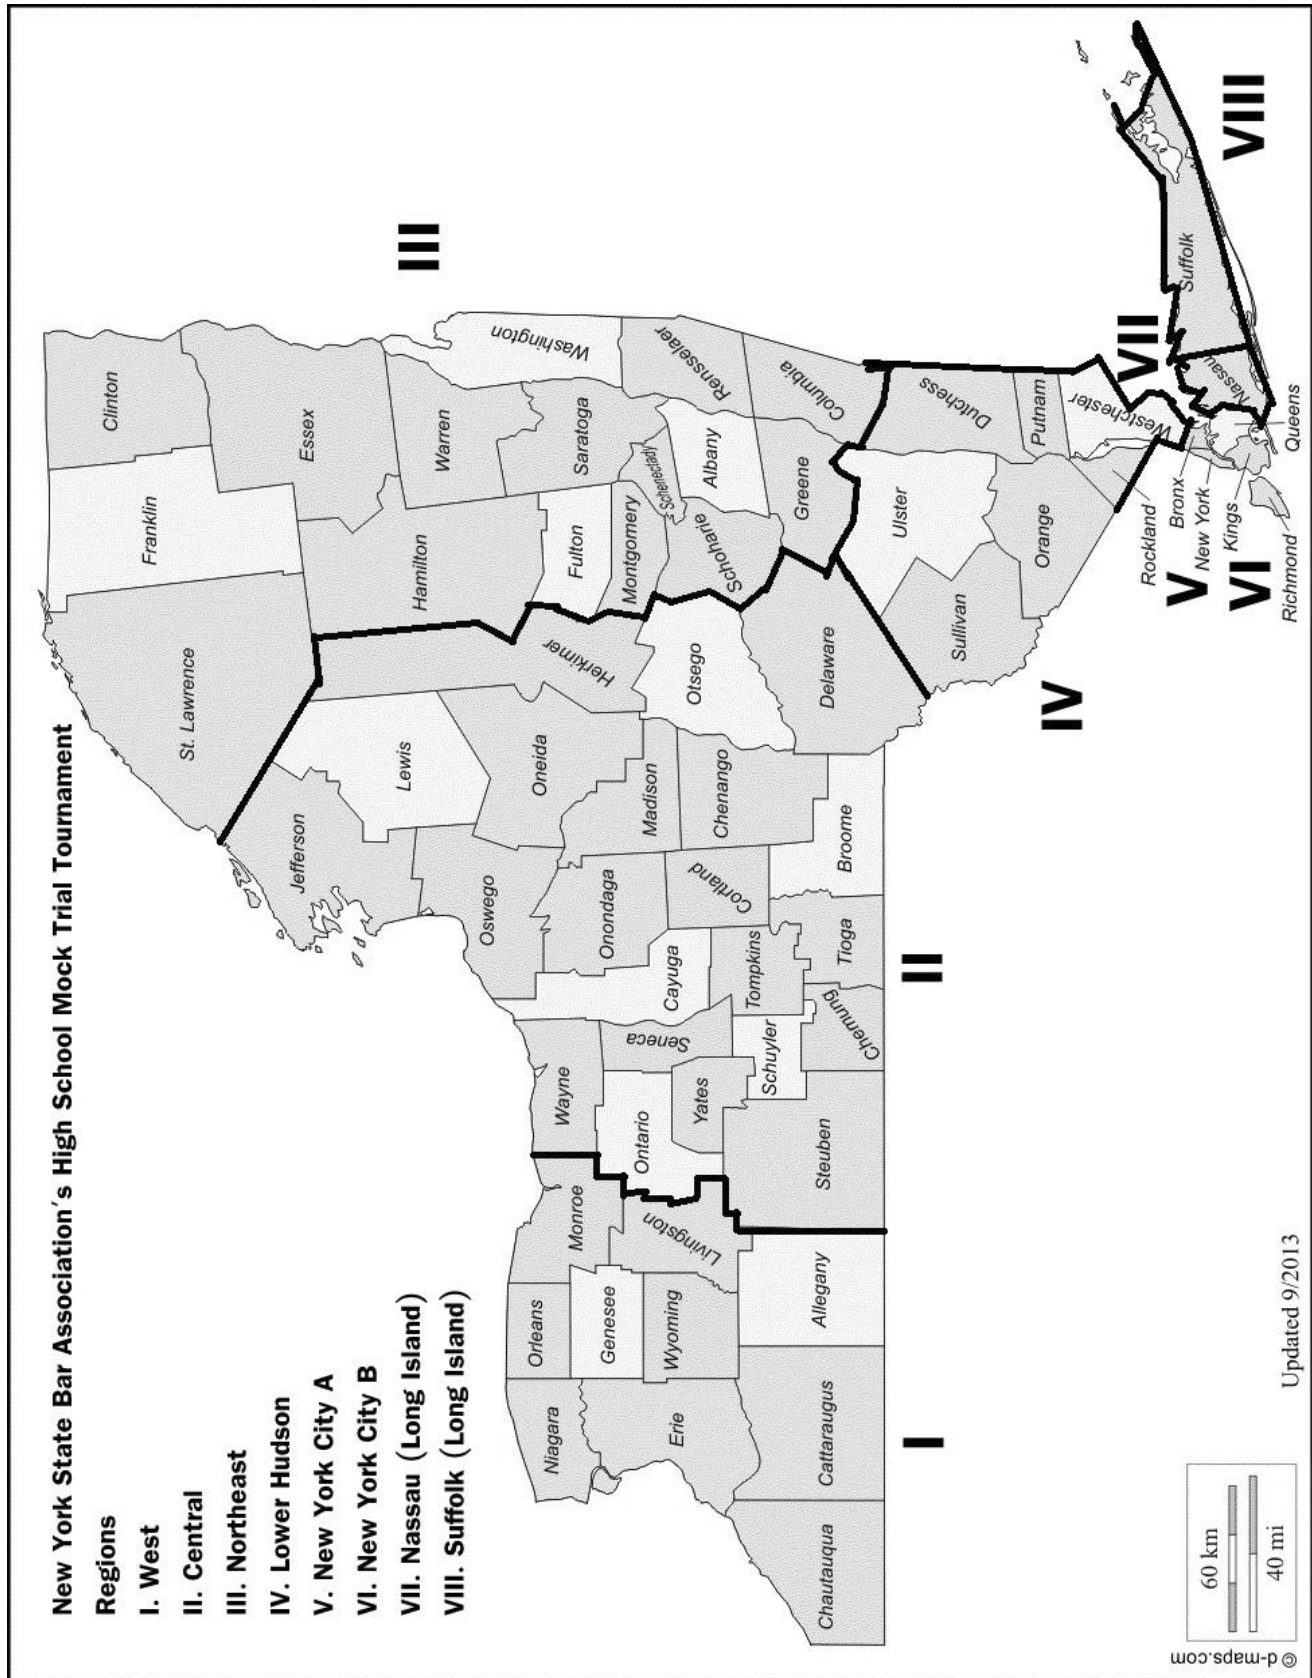 New York State Bar Association's High School Mock Trial Tournament
Regions
I. West
II. Central
III. Northeast
IV. Lower Hudson
V. New York City A
VI. New York City B
VII. Nassau (Long Island)
VIII. Suffolk (Long Island)
III
Clinton
Franklin
St. Lawrence
Essex
Hamilton
Warren
Washington
Jefferson
Lewis
Herkimer
Oswego
Oneida
Fulton
Saratoga
Montgomery
Schenectady
Rensselaer
Albany
Schoharie
Otsego
Madison
Onondaga
Cayuga
Wayne
Seneca
Ontario
Monroe
Orleans
Niagara
Genesee
Livingston
Wyoming
Erie
Yates
Schuyler
Tompkins
Cortland
Chenango
Columbia
Greene
Delaware
Broome
Tioga
Chemung
Steuben
Allegany
Cattaraugus
Chautauqua
Ulster
Dutchess
Sullivan
Orange
Putnam
Westchester
Rockland
Bronx
New York
Kings
Richmond
Queens
Nassau
Suffolk
I
II
IV
V
VI
VII
VIII
60 km
40 mi
© d-maps.com
Updated 9/2013